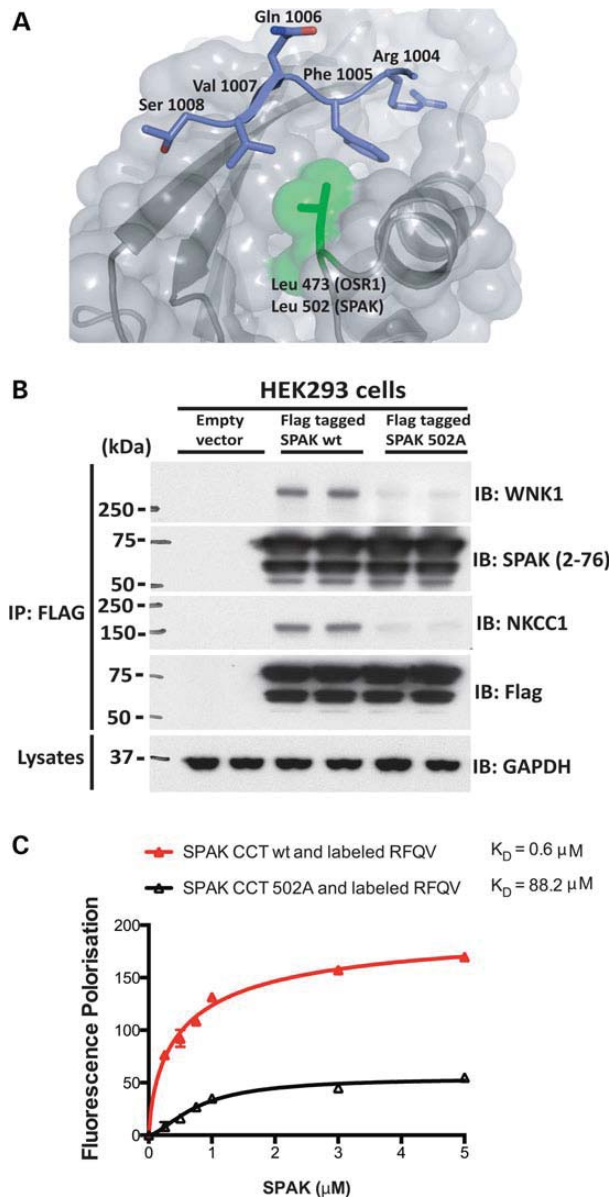 A
Gln 1006
Arg 1004
Val 1007
Phe 1005
Ser 1008
Leu 473 (OSR1)
Leu 502 (SPAK)
B
HEK293 cells
Empty vector
Flag tagged SPAK wt
Flag tagged SPAK 502A
(kDa)
IP: FLAG
250
IB: WNK1
75
50
IB: SPAK (2-76)
250
150
IB: NKCC1
75
50
IB: Flag
Lysates
37
IB: GAPDH
C
SPAK CCT wt and labeled RFQV KD = 0.6 µM
SPAK CCT 502A and labeled RFQV KD = 88.2 µM
Fluorescence Polorisation
200
150
100
50
0
0 1 2 3 4 5
SPAK (µM)